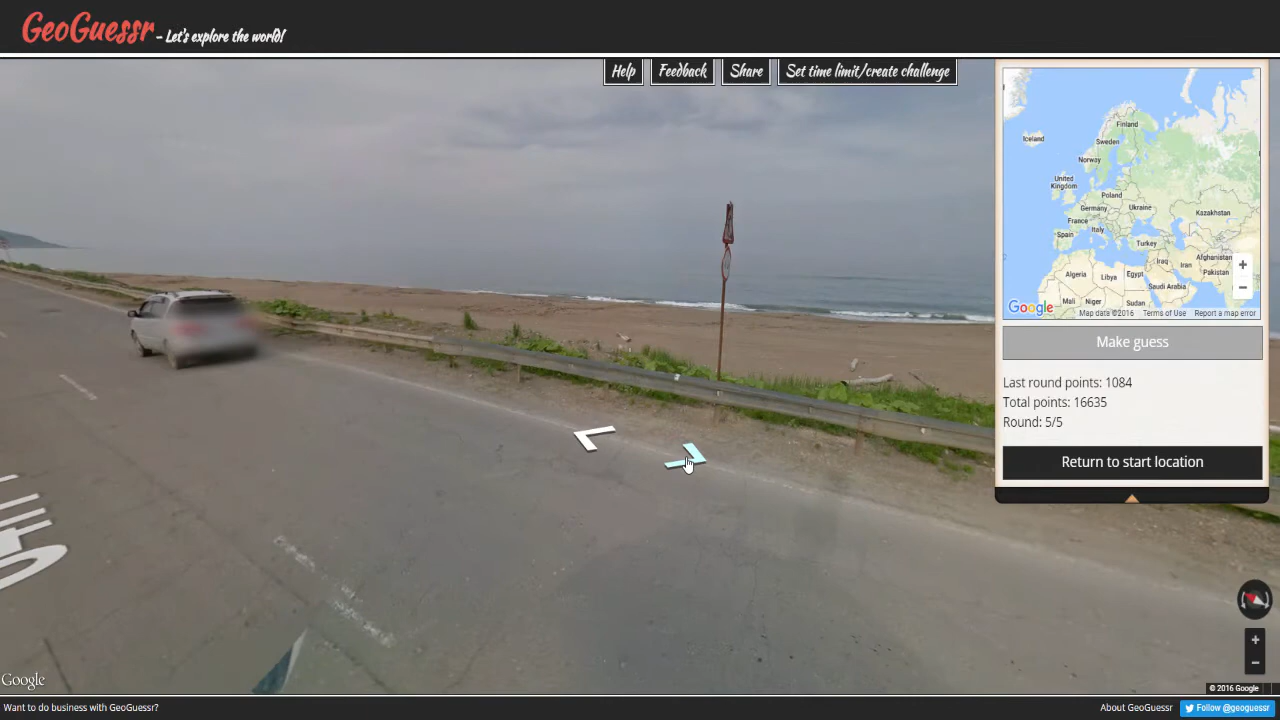 GeoGuessr - Let's explore the world!
Help
Feedback
Share
Set time limit/create challenge
Iceland
Finland
Sweden
Norway
United
Kingdom
Poland
Germany
Ukraine
France
Kazakhstan
Italy
Spain
Turkey
Afghanistan
Iraq
Iran
Pakistan
Algeria
Libya
Egypt
Saudi Arabia
Mali
Niger
Sudan
Google
Map data ©2016
Terms of Use
Report a map error
Make guess
Last round points: 1084
Total points: 16635
Round: 5/5
Return to start location
Google
© 2016 Google
Want to do business with GeoGuessr?
About GeoGuessr
Follow @geoguessr